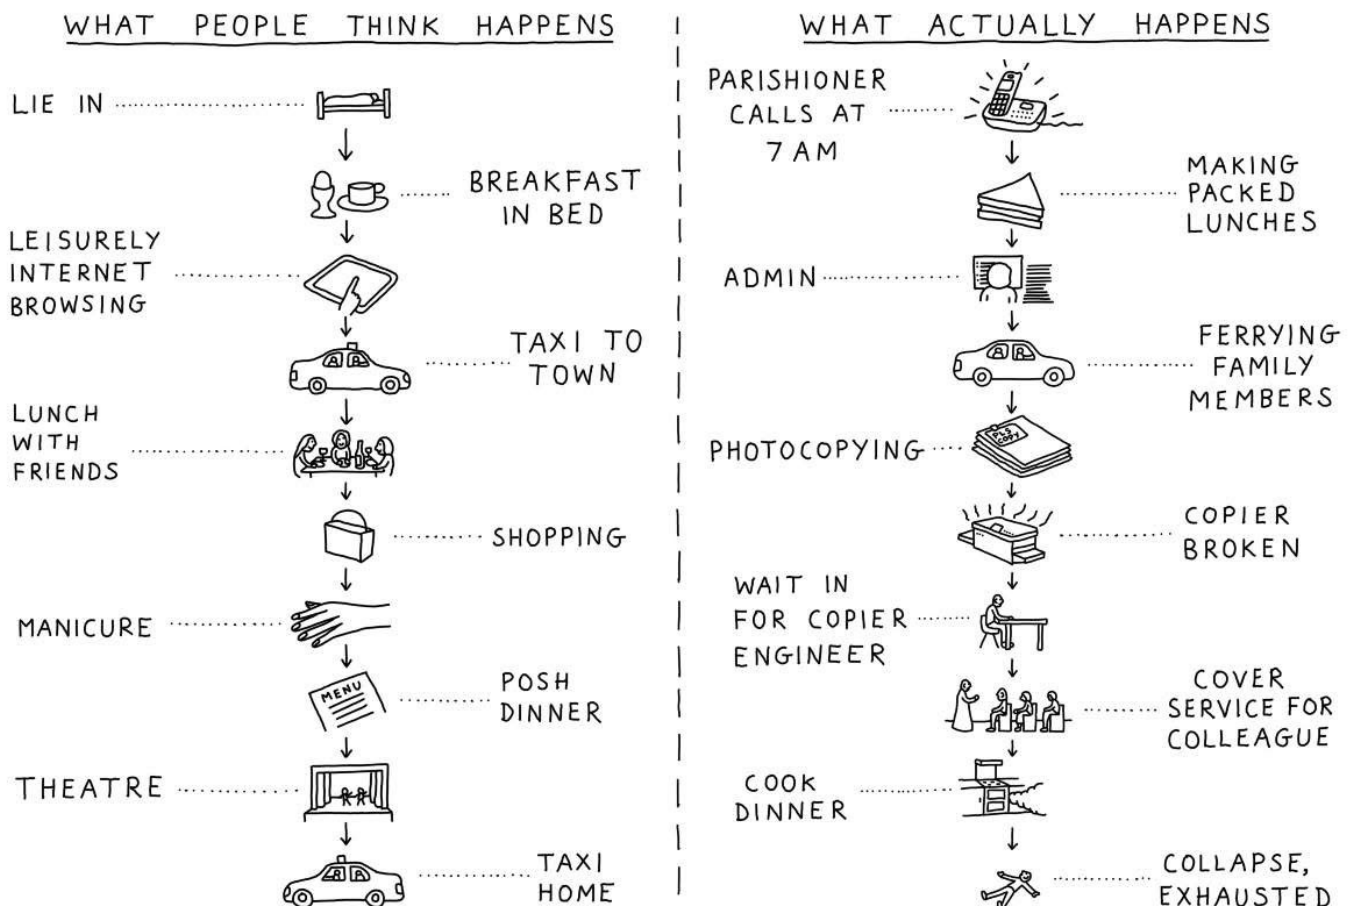 WHAT PEOPLE THINK HAPPENS
LIE IN
BREAKFAST
IN BED
LEISURELY
INTERNET
BROWSING
TAXI TO
TOWN
LUNCH
WITH
FRIENDS
SHOPPING
MANICURE
MENU
POSH
DINNER
THEATRE
TAXI
HOME
WHAT ACTUALLY HAPPENS
PARISHIONER
CALLS AT
7 AM
MAKING
PACKED
LUNCHES
ADMIN
FERRYING
FAMILY
MEMBERS
PHOTOCOPYING
PLS
COPY
COPIER
BROKEN
WAIT IN
FOR COPIER
ENGINEER
COVER
SERVICE FOR
COLLEAGUE
COOK
DINNER
COLLAPSE,
EXHAUSTED